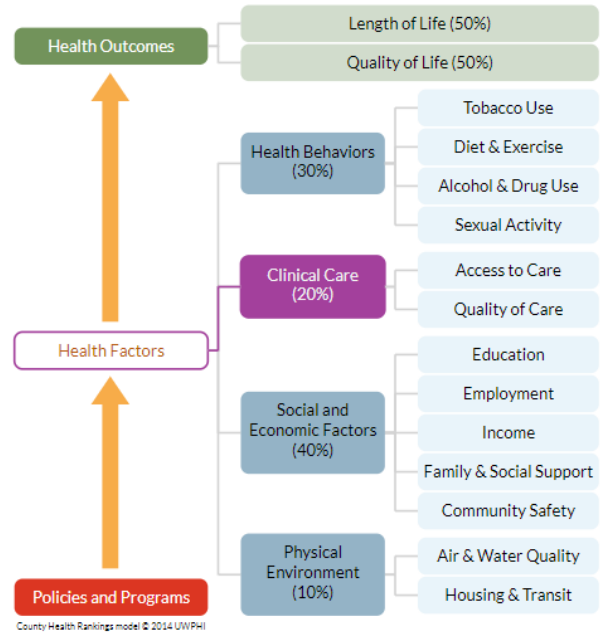 Health Outcomes
Length of Life (50%)
Quality of Life (50%)
Health Behaviors
(30%)
Tobacco Use
Diet & Exercise
Alcohol & Drug Use
Sexual Activity
Clinical Care
(20%)
Access to Care
Quality of Care
Health Factors
Social and
Economic Factors
(40%)
Education
Employment
Income
Family & Social Support
Community Safety
Physical
Environment
(10%)
Air & Water Quality
Housing & Transit
Policies and Programs
County Health Rankings model © 2014 UWPHI